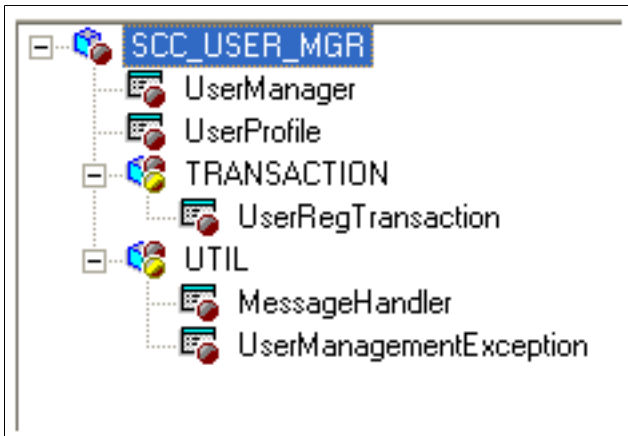 SCC_USER_MGR
UserManager
UserProfile
TRANSACTION
UserRegTransaction
UTIL
MessageHandler
UserManagementException